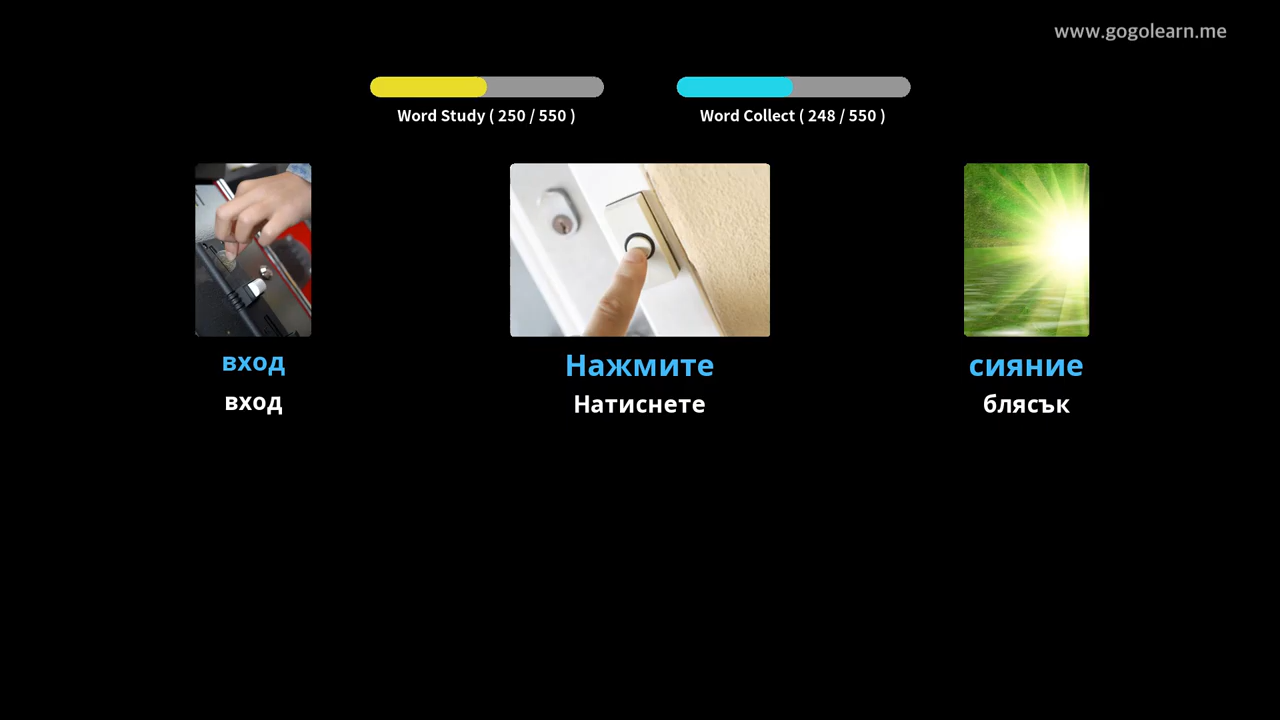 www.gogolearn.me
Word Study ( 250 / 550 )
Word Collect ( 248 / 550 )
вход
вход
Нажмите
Натиснете
сияние
блясък